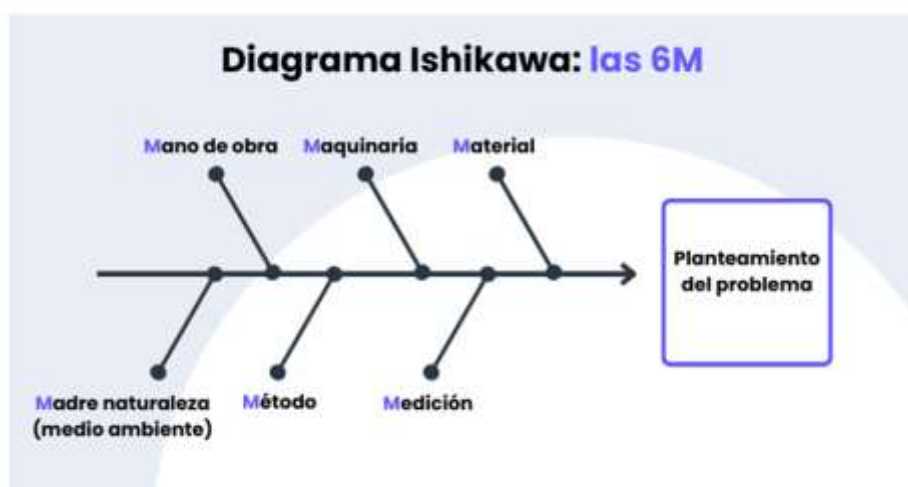 Diagrama Ishikawa: las 6M
Mano de obra
Maquinaria
Material
Planteamiento
del problema
Madre naturaleza
(medio ambiente)
Método
Medición